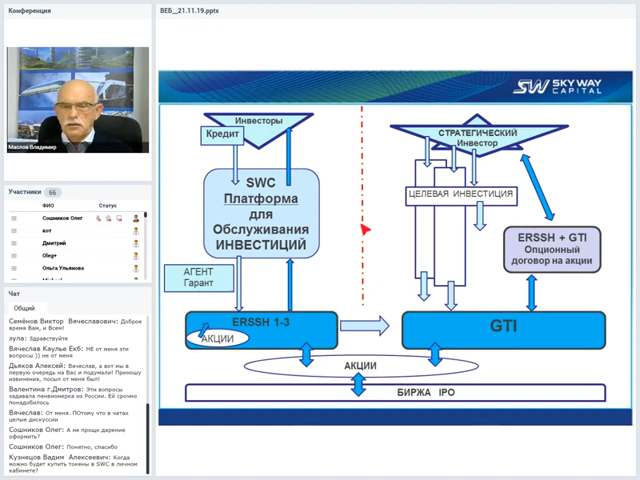 Конференция
ВЕБ__21.11.19.pptx
Маслов Владимир
Участники 66
ФИО Статус
Сошников Олег
кот
Дмитрий
Oleg+
Ольга Ульянова
Чат
Общий
Семёнов Виктор Вячеславович: Доброе
время Вам, и Всем!
зула: Здравствуйте
Вячеслав Каулье Екб: НЕ от меня эти
вопросы )) не от меня
Дьяков Алексей: Вячеслав, а вот мы в
первую очередь на Вас и подумали! Приношу
извинения, посыл от меня был!
Валентина г.Дмитров: Эти вопросы
задавала пенсионерка из России. Ей срочно
понадобилось
Вячеслав: От меня. ПОтому что в чатах
целые дискуссии
Сошников Олег: А не проще дарение
оформить?
Сошников Олег: Понятно, спасибо
Кузнецов Вадим Алексеевич: Когда
можно будет купить токены в SWC в личном
кабинете?
SW SKY WAY
CAPITAL
Инвесторы
Кредит
SWC
Платформа
для
Обслуживания
ИНВЕСТИЦИЙ
АГЕНТ
Гарант
ERSSH 1-3
АКЦИИ
СТРАТЕГИЧЕСКИЙ
Инвестор
ЦЕЛЕВАЯ ИНВЕСТИЦИЯ
ERSSH + GTI
Опционный
договор на акции
GTI
АКЦИИ
БИРЖА IPO